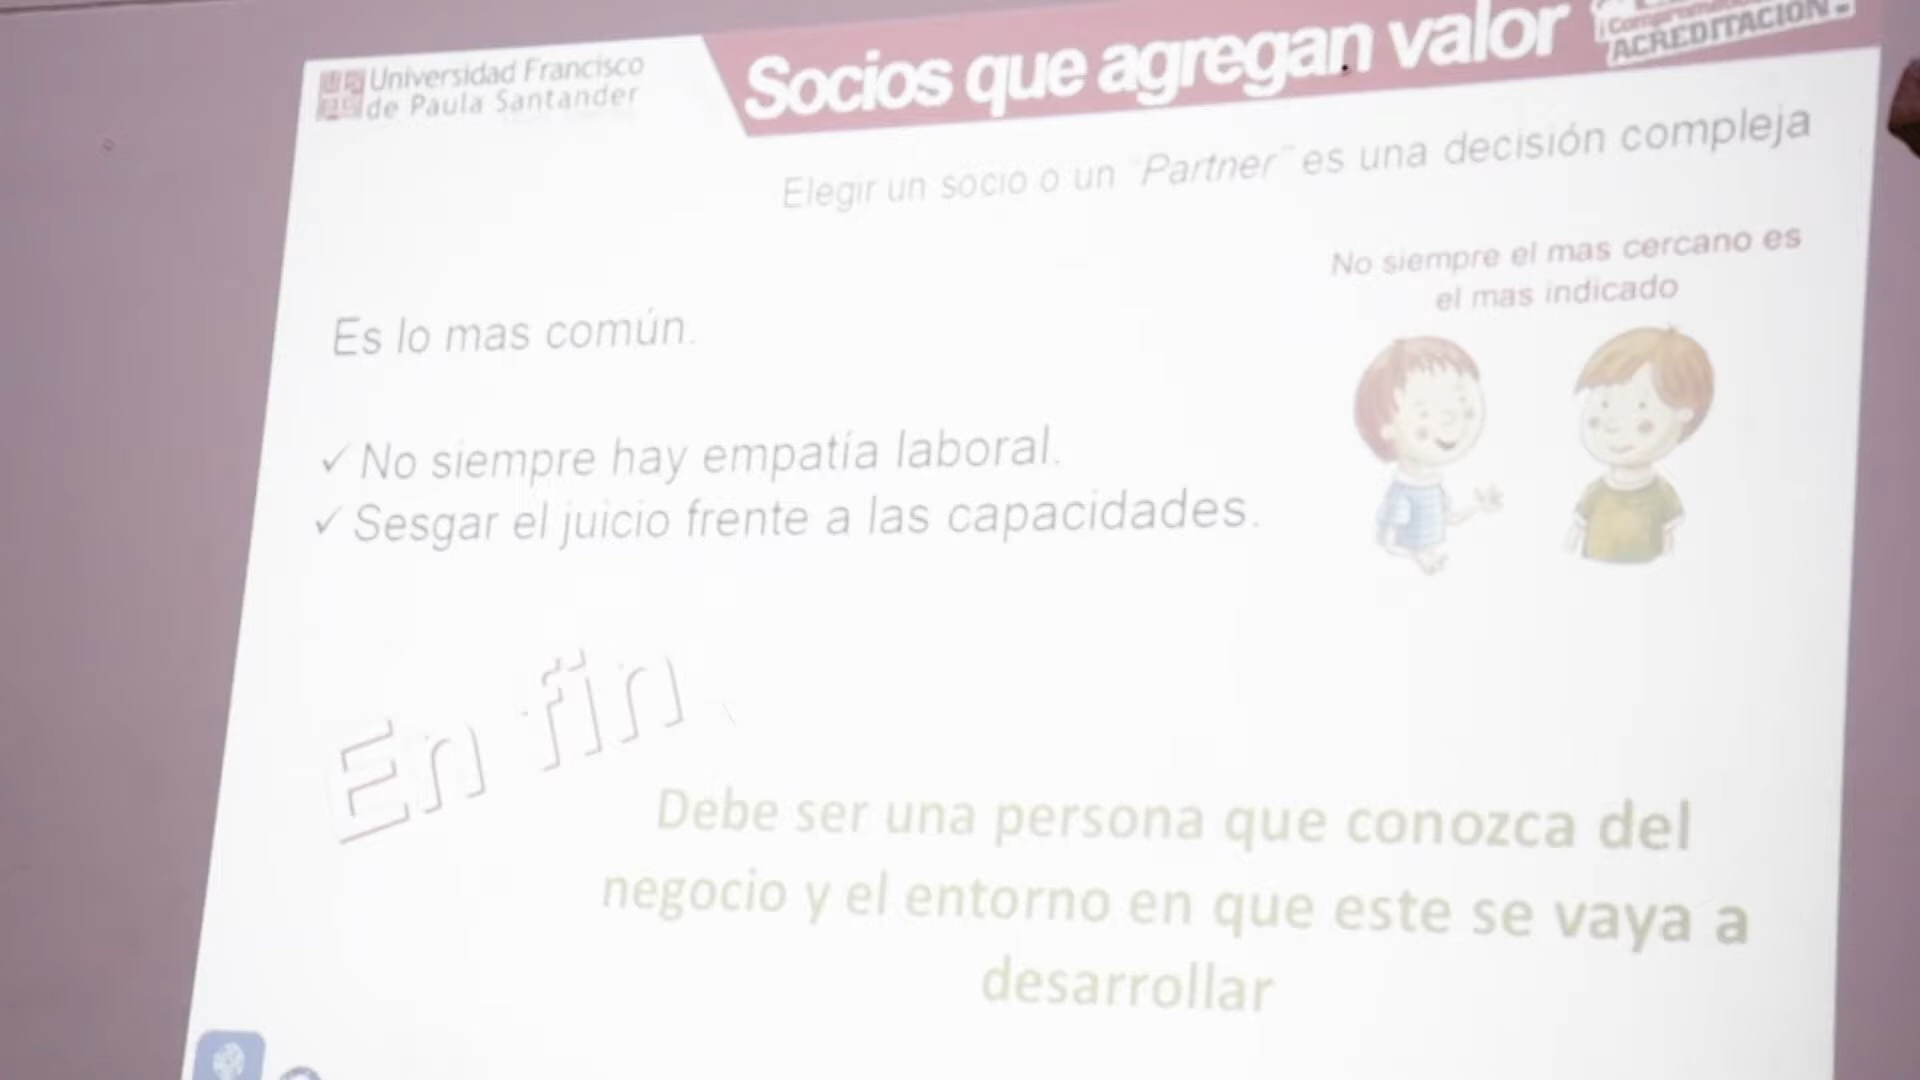 Universidad Francisco
de Paula Santander
Socios que agregan valor
ACREDITACIÓN
Elegir un socio o un "Partner" es una decisión compleja
No siempre el mas cercano es
el mas indicado
Es lo mas común.
✓ No siempre hay empatía laboral.
✓ Sesgar el juicio frente a las capacidades.
En fin
Debe ser una persona que conozca del
negocio y el entorno en que este se vaya a
desarrollar